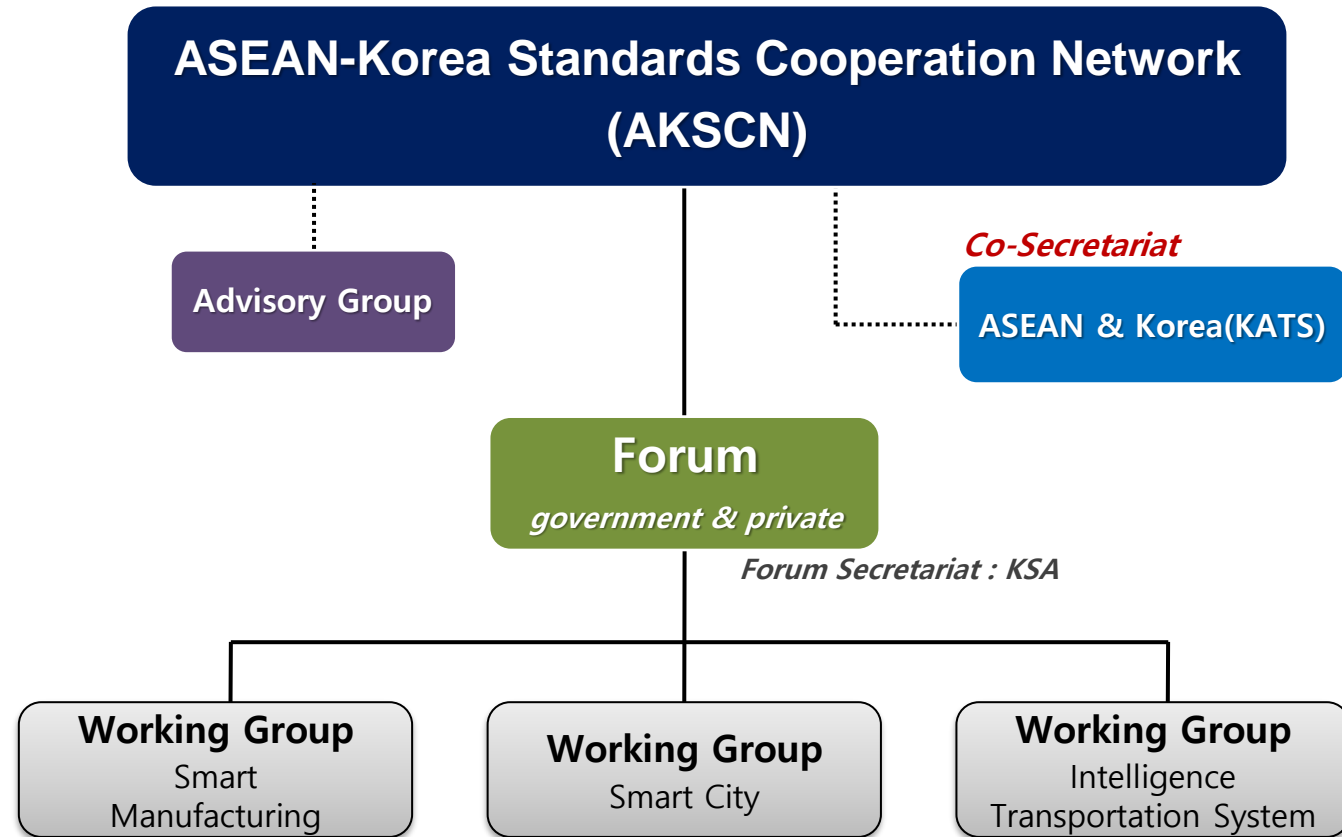 ASEAN-Korea Standards Cooperation Network
(AKSCN)
Co-Secretariat
Advisory Group
ASEAN & Korea(KATS)
Forum
government & private
Forum Secretariat : KSA
Working Group
Smart
Manufacturing
Working Group
Smart City
Working Group
Intelligence
Transportation System